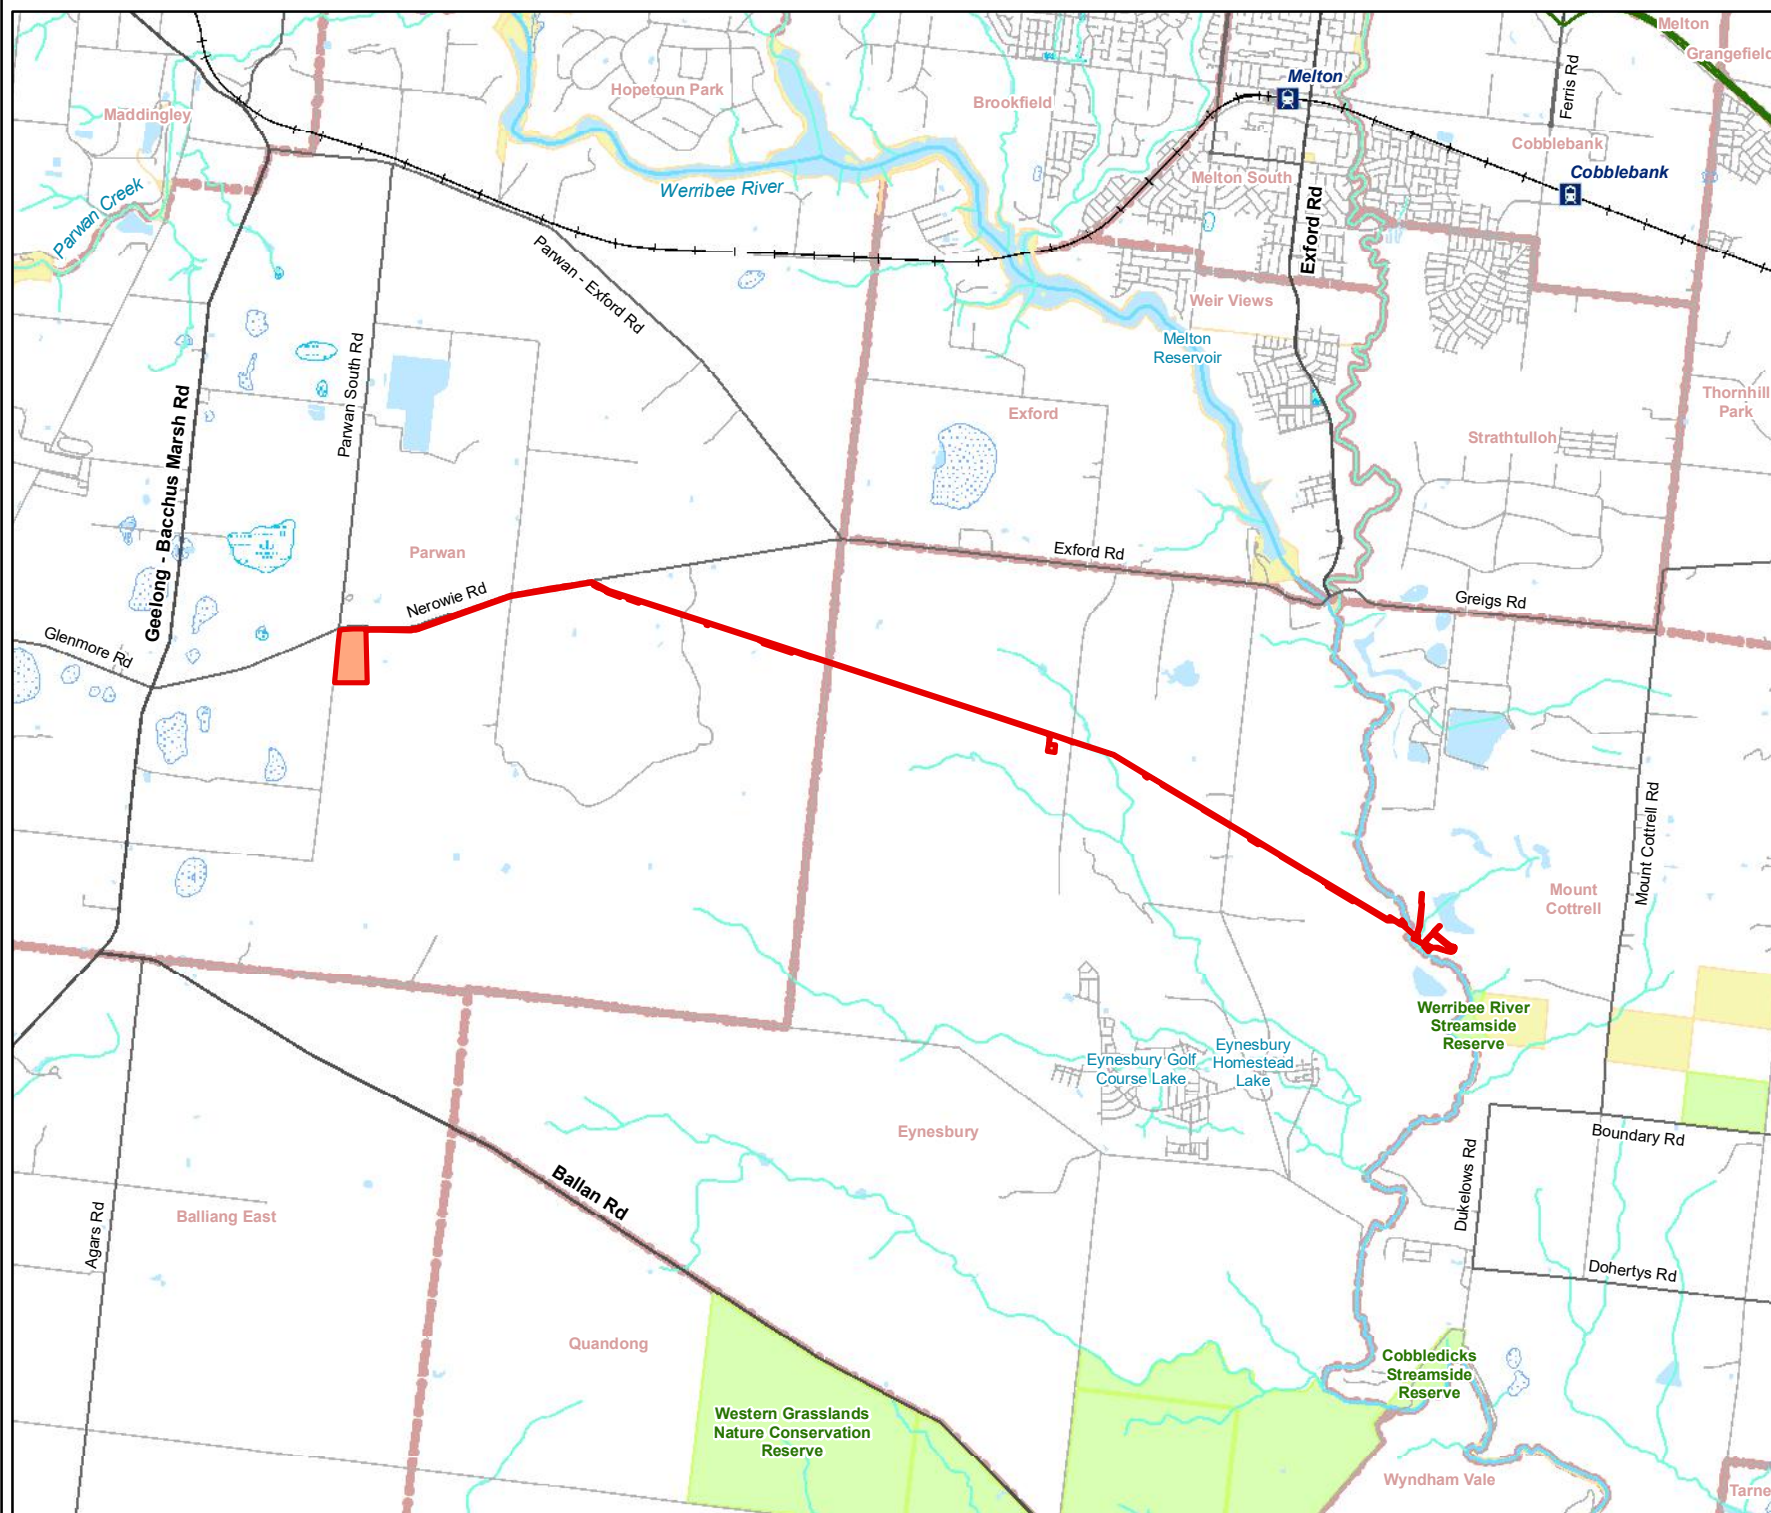 Melton
Grangefield
Ferris Rd
Melton
Hopetoun Park
Brookfield
Maddingley
Cobblebank
Cobblebank
Melton South
Werribee River
Parwan Creek
Exford Rd
Parwan - Exford Rd
Weir Views
Melton
Reservoir
Parwan South Rd
Geelong - Bacchus Marsh Rd
Thornhill
Park
Exford
Strathtulloh
Parwan
Exford Rd
Nerowie Rd
Greigs Rd
Glenmore Rd
Mount Cottrell Rd
Mount
Cottrell
Werribee River
Streamside
Reserve
Eynesbury Golf
Course Lake
Eynesbury
Homestead
Lake
Eynesbury
Boundary Rd
Dukelows Rd
Ballan Rd
Balliang East
Agars Rd
Dohertys Rd
Quandong
Cobbledicks
Streamside
Reserve
Western Grasslands
Nature Conservation
Reserve
Wyndham Vale
Tarne